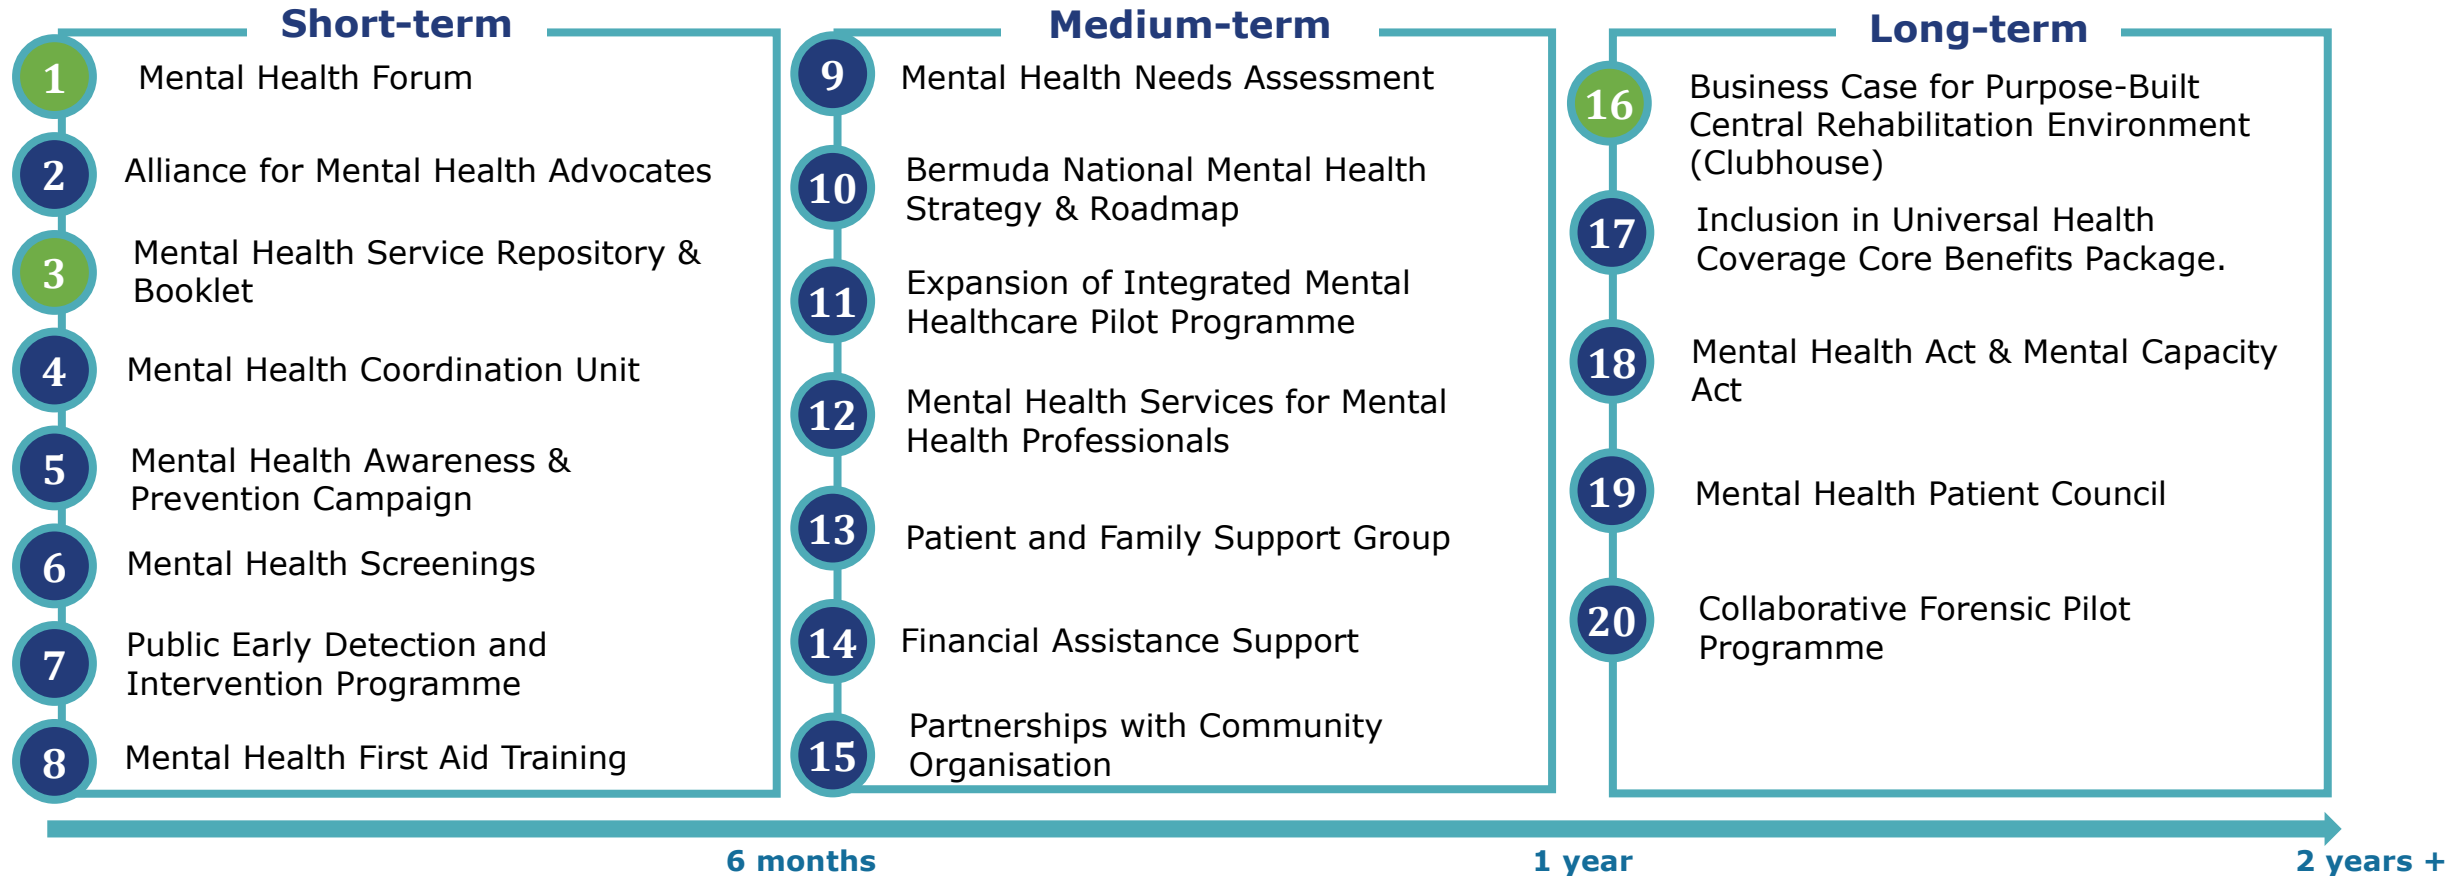 Short-term
1
Mental Health Forum
2
Alliance for Mental Health Advocates
3
Mental Health Service Repository &
Booklet
4
Mental Health Coordination Unit
5
Mental Health Awareness &
Prevention Campaign
6
Mental Health Screenings
7
Public Early Detection and
Intervention Programme
8
Mental Health First Aid Training
Medium-term
9
Mental Health Needs Assessment
10
Bermuda National Mental Health
Strategy & Roadmap
11
Expansion of Integrated Mental
Healthcare Pilot Programme
12
Mental Health Services for Mental
Health Professionals
13
Patient and Family Support Group
14
Financial Assistance Support
15
Partnerships with Community
Organisation
Long-term
16
Business Case for Purpose-Built
Central Rehabilitation Environment
(Clubhouse)
17
Inclusion in Universal Health
Coverage Core Benefits Package.
18
Mental Health Act & Mental Capacity
Act
19
Mental Health Patient Council
20
Collaborative Forensic Pilot
Programme
6 months
1 year
2 years +